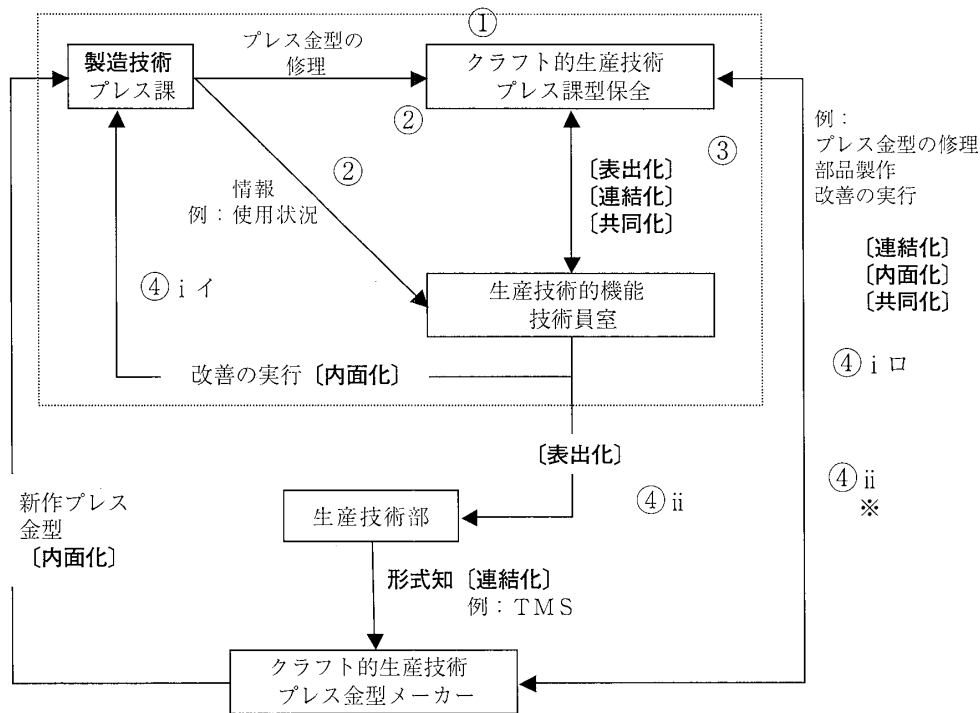 ①
製造技術
プレス課
プレス金型の
修理
クラフト的生産技術
プレス課型保全
②
③
例：
プレス金型の修理
部品製作
改善の実行
〔表出化〕
〔連結化〕
〔共同化〕
②
情報
例：使用状況
〔連結化〕
〔内面化〕
〔共同化〕
④ⅰイ
生産技術的機能
技術員室
④ⅰロ
改善の実行〔内面化〕
〔表出化〕
④ⅱ
※
新作プレス
金型
〔内面化〕
生産技術部
④ⅱ
形式知〔連結化〕
例：ＴＭＳ
クラフト的生産技術
プレス金型メーカー